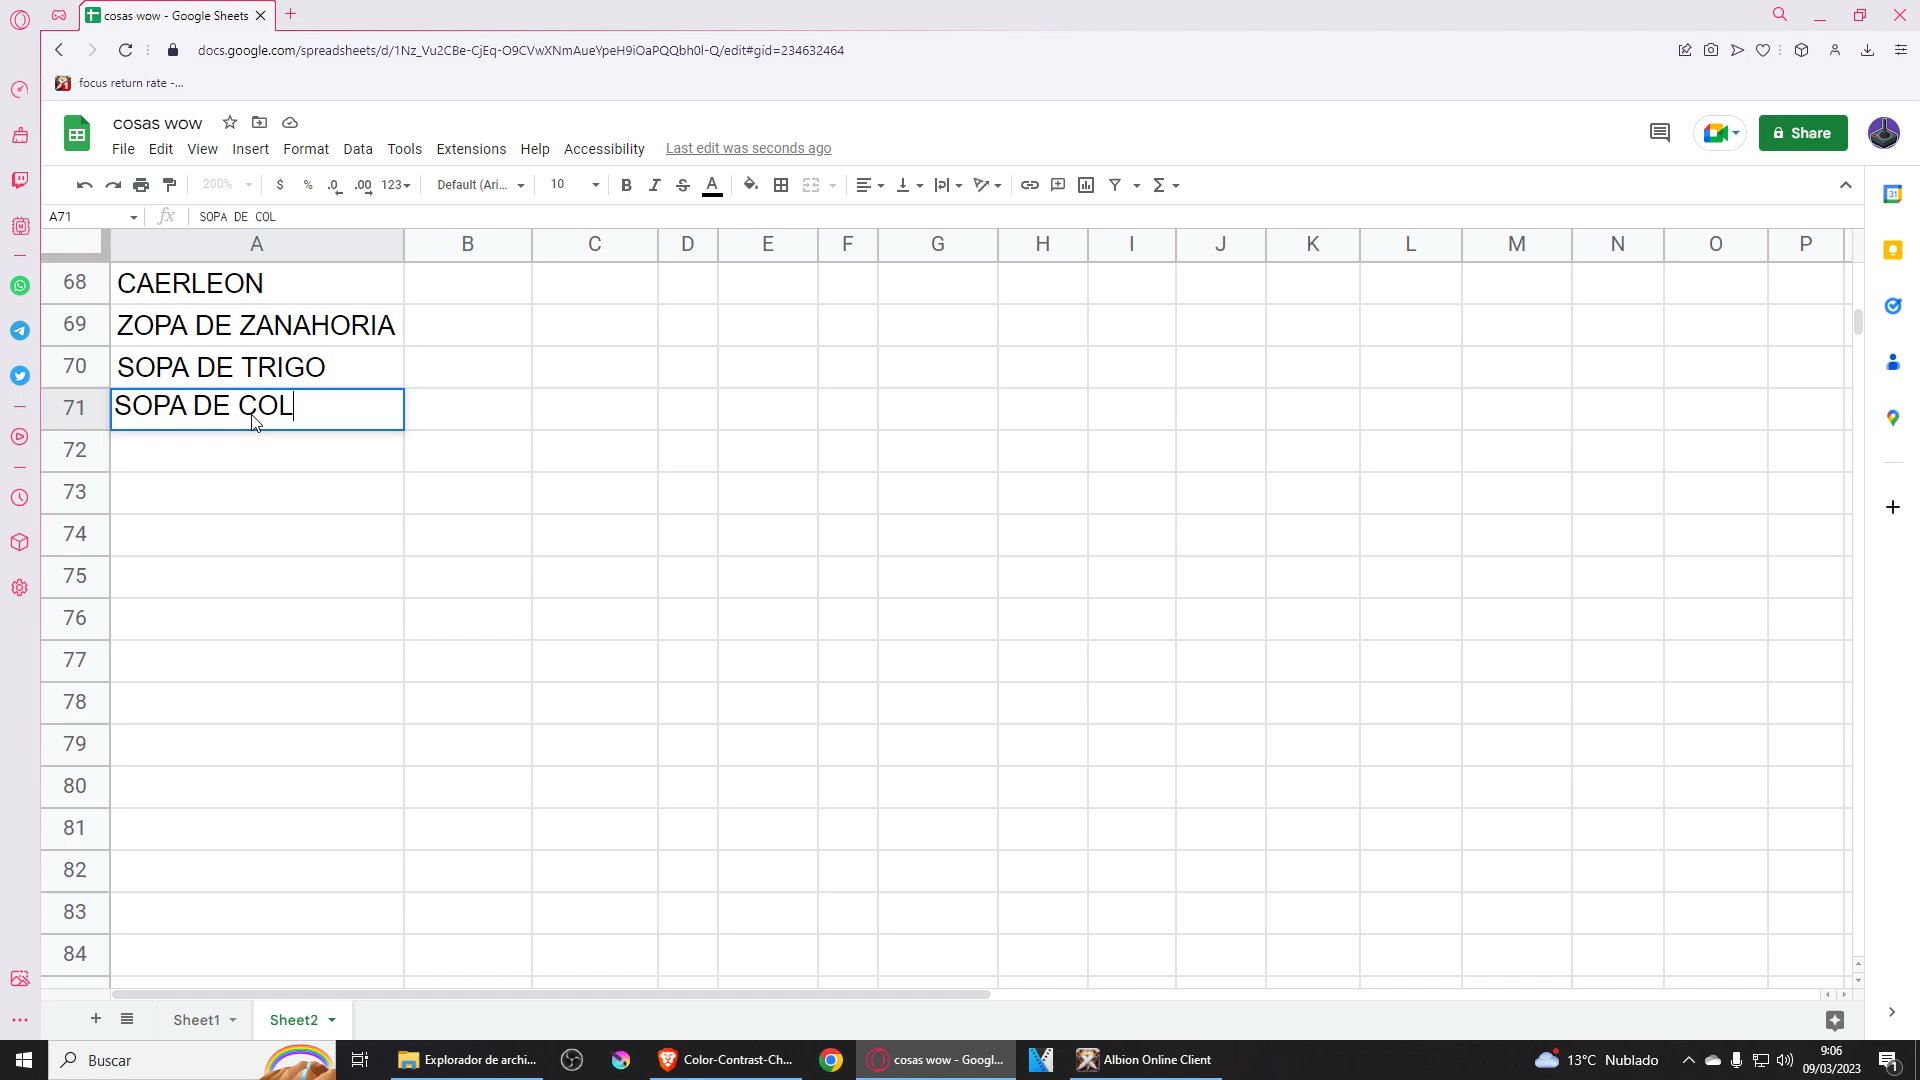 cosas wow - Google Sheets
docs.google.com/spreadsheets/d/1Nz_Vu2CBe-CjEq-O9CVwXNmAueYpeH9iOaPQQbh0l-Q/edit#gid=234632464
focus return rate -...
cosas wow
File Edit View Insert Format Data Tools Extensions Help Accessibility Last edit was seconds ago
Share
200% $ % .0 .00 123 Default (Ari... 10 B I S A
A71 fx SOPA DE COL
A B C D E F G H I J K L M N O P
68 CAERLEON
69 ZOPA DE ZANAHORIA
70 SOPA DE TRIGO
71 SOPA DE COL
72
73
74
75
76
77
78
79
80
81
82
83
84
Sheet1 Sheet2
Buscar Explorador de archi... Color-Contrast-Ch... cosas wow - Googl... Albion Online Client 13°C Nublado 9:06
09/03/2023